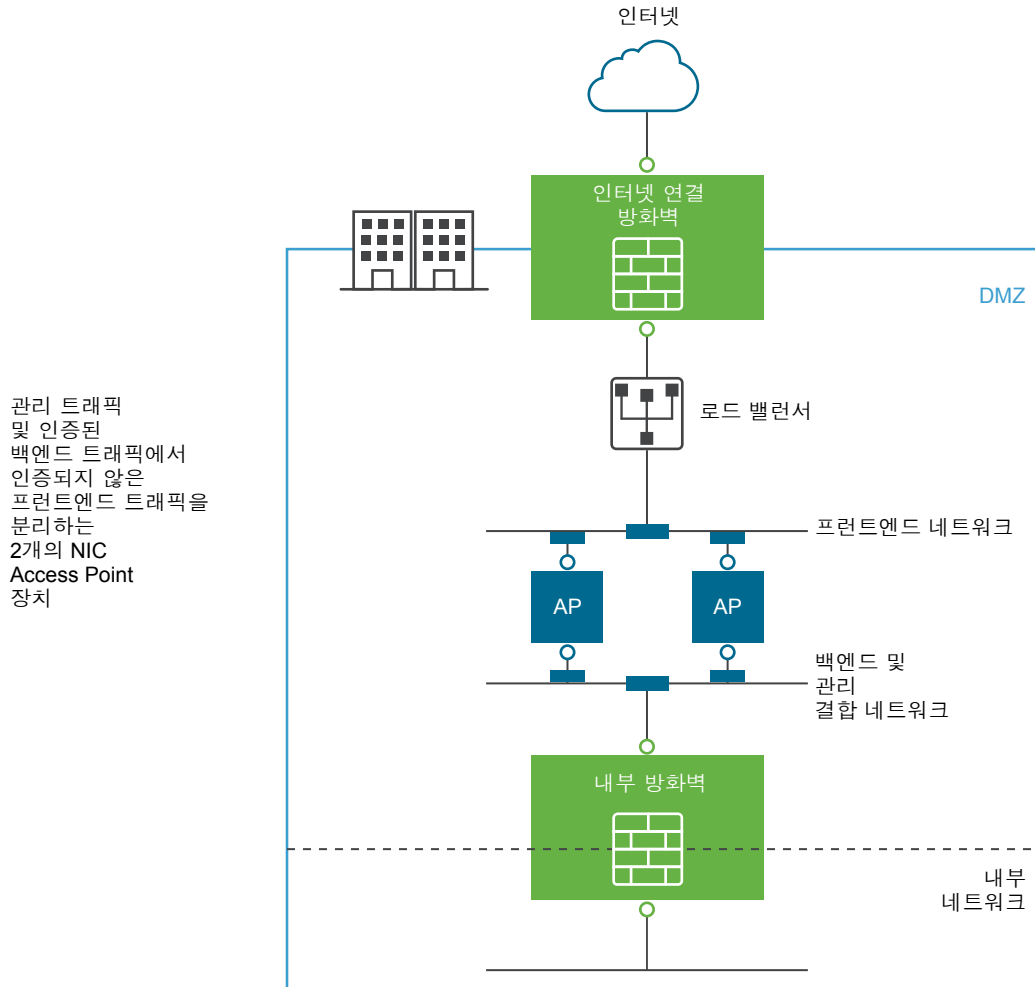 인터넷
인터넷 연결
방화벽
DMZ
로드 밸런서
관리 트래픽
및 인증된
백엔드 트래픽에서
인증되지 않은
프런트엔드 트래픽을
분리하는
2개의 NIC
Access Point
장치
프런트엔드 네트워크
AP
AP
백엔드 및
관리
결합 네트워크
내부 방화벽
내부
네트워크